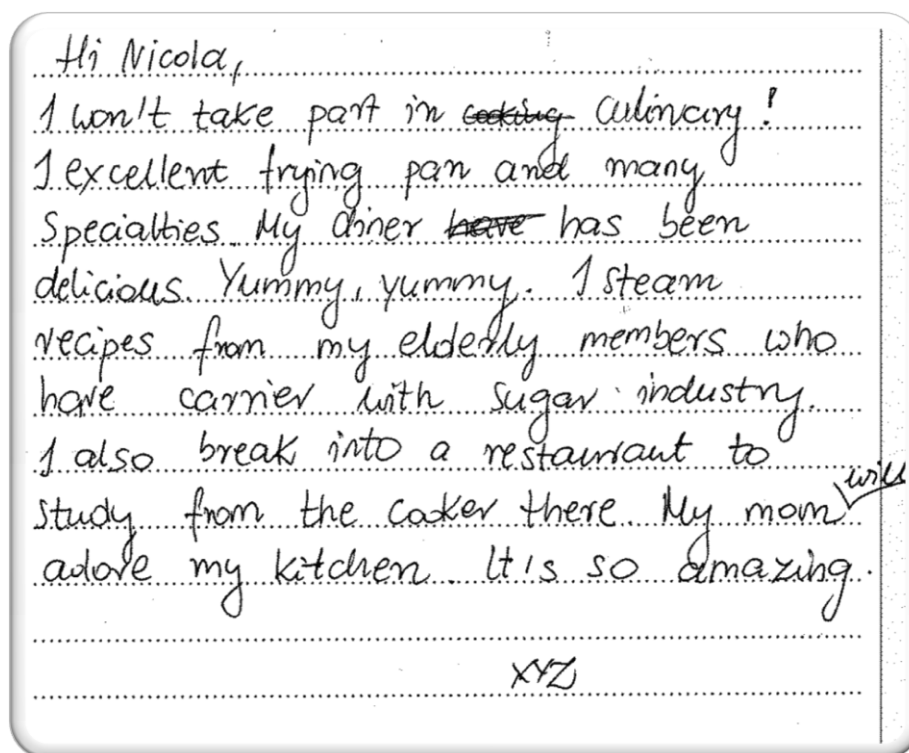 Hi Nicola,
I won't take part in cooking culinary!
I excellent frying pan and many
specialties. My diner have has been
delicious. Yummy, yummy. I steam
recipes from my elderly members who
have carrier with sugar industry.
I also break into a restaurant to
study from the cooker there. My mom will
adore my kitchen. It's so amazing.
XYZ